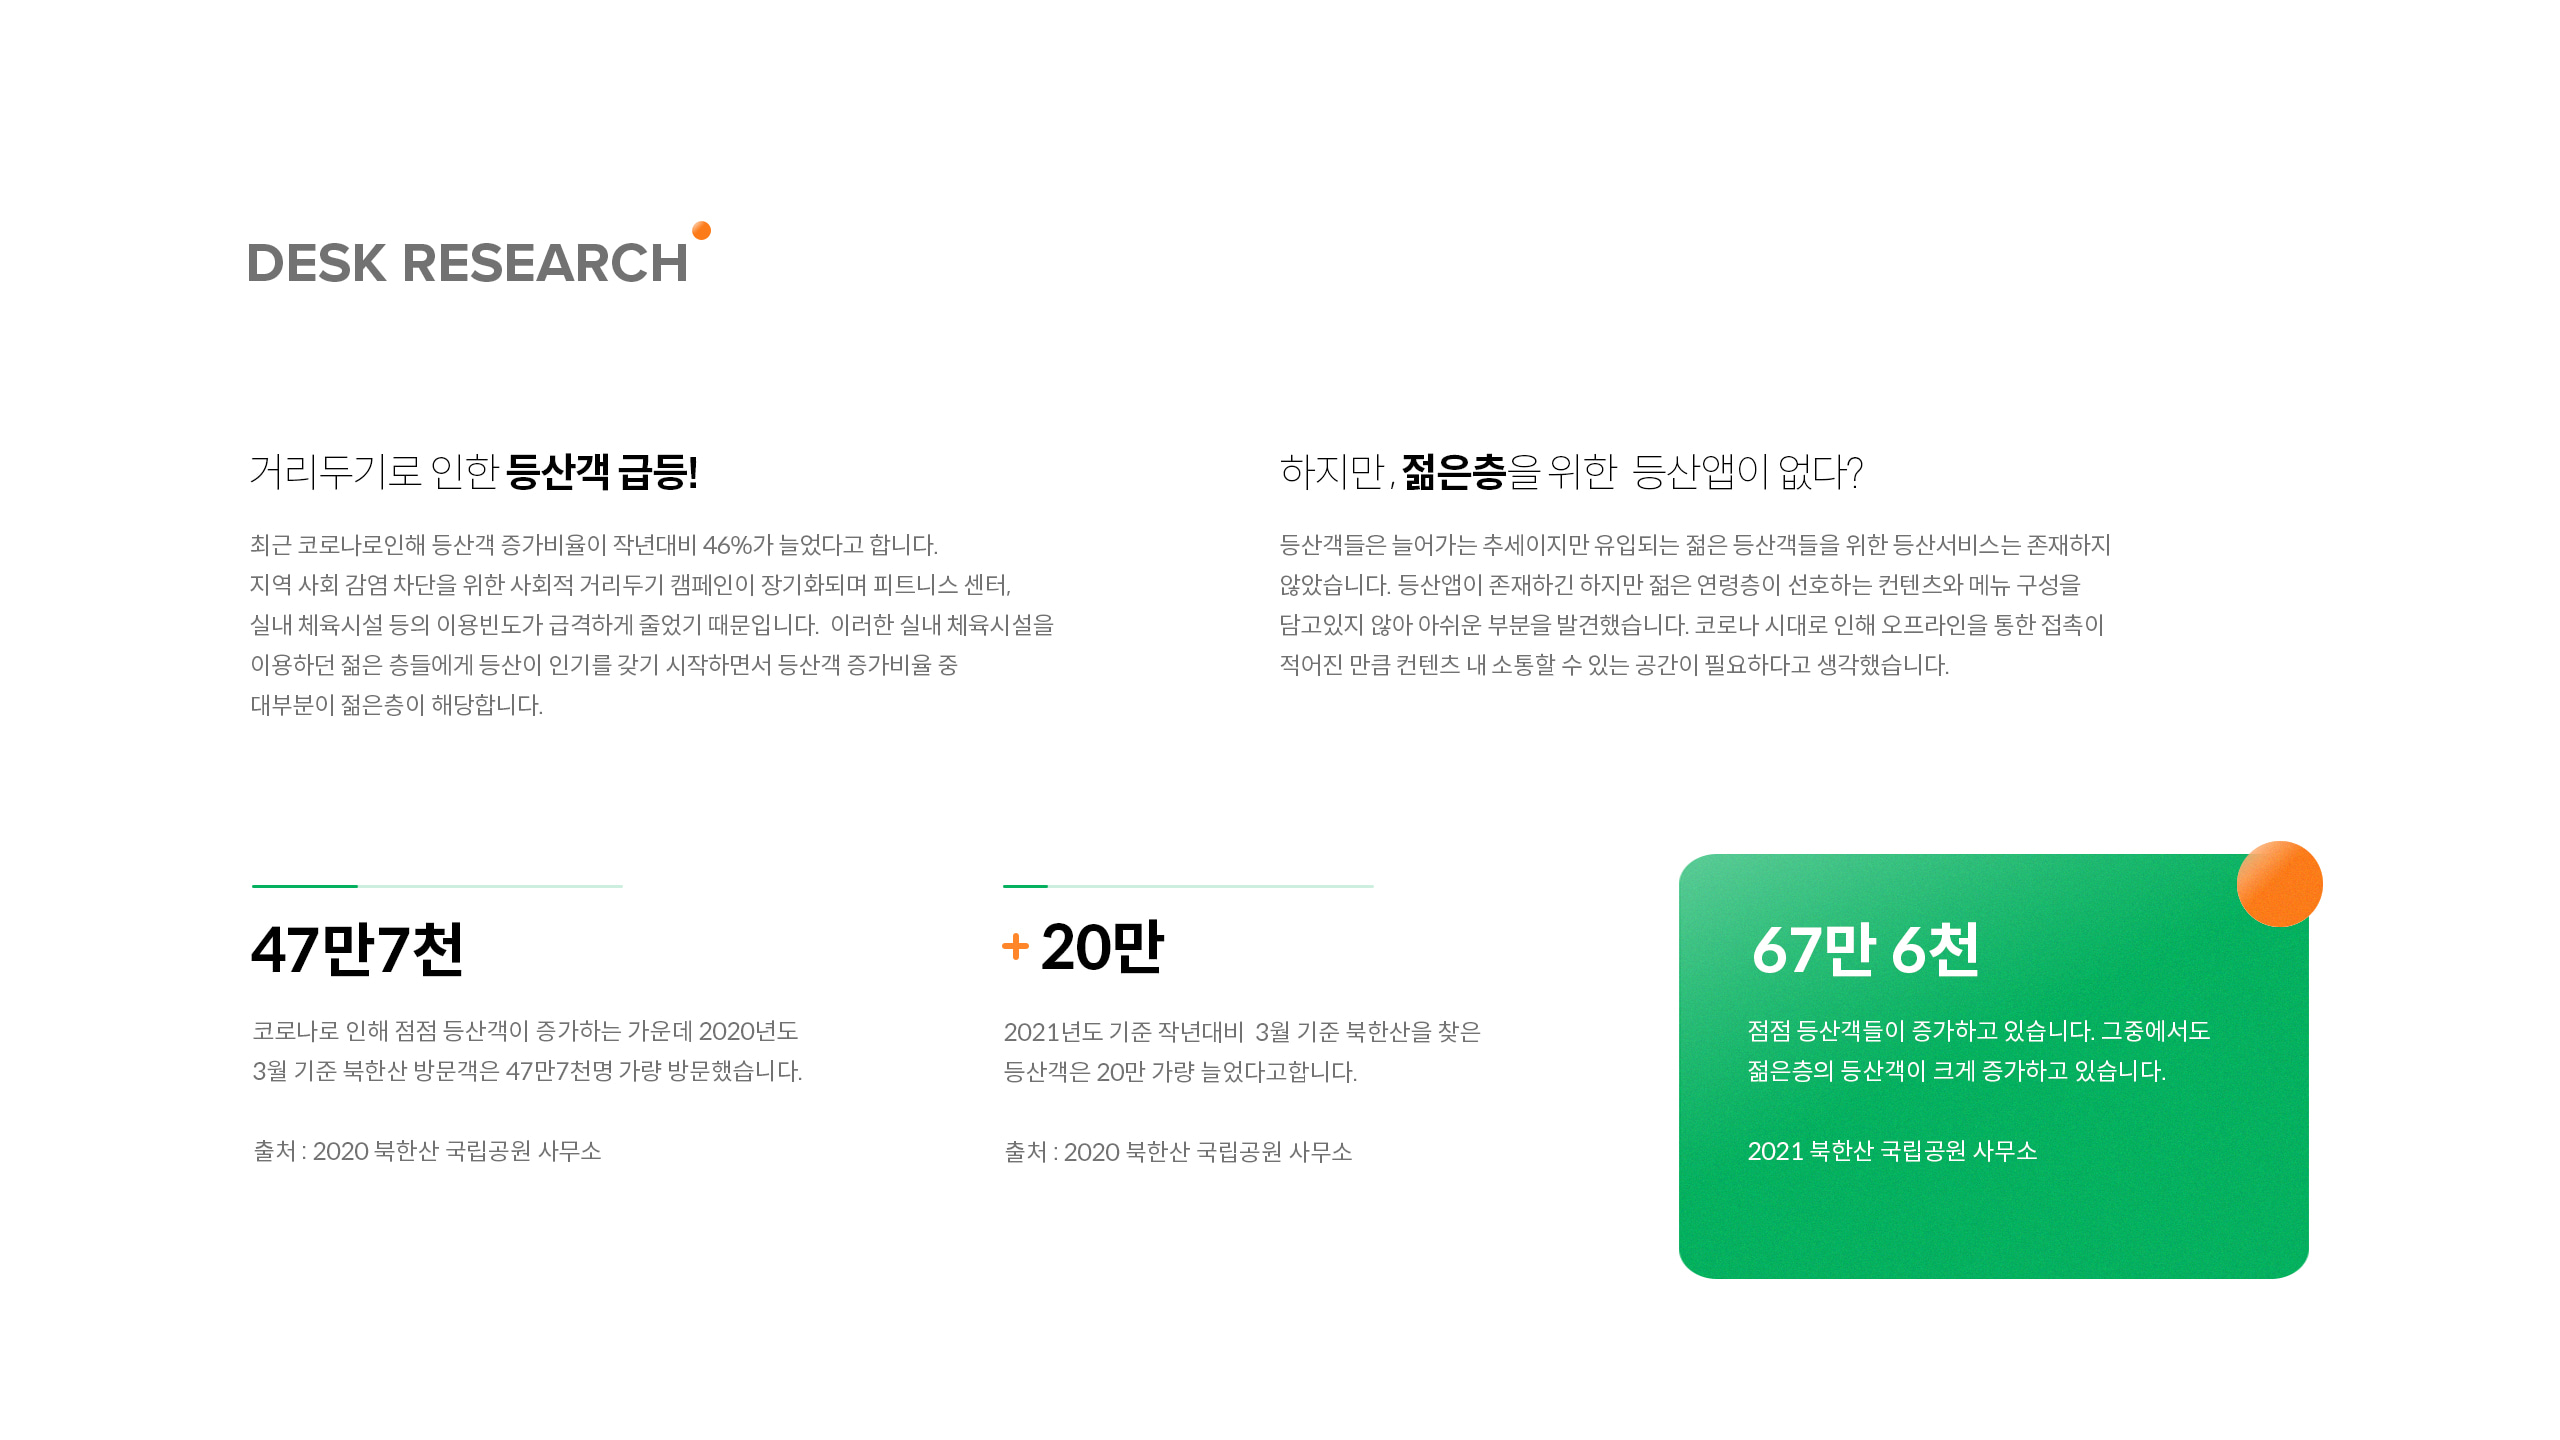 DESK RESEARCH
거리두기로 인한 등산객 급등!
최근 코로나로인해 등산객 증가비율이 작년대비 46%가 늘었다고 합니다.
지역 사회 감염 차단을 위한 사회적 거리두기 캠페인이 장기화되며 피트니스 센터,
실내 체육시설 등의 이용빈도가 급격하게 줄었기 때문입니다. 이러한 실내 체육시설을
이용하던 젊은 층들에게 등산이 인기를 갖기 시작하면서 등산객 증가비율 중
대부분이 젊은층이 해당합니다.
하지만, 젊은층을 위한 등산앱이 없다?
등산객들은 늘어가는 추세이지만 유입되는 젊은 등산객들을 위한 등산서비스는 존재하지
않았습니다. 등산앱이 존재하긴 하지만 젊은 연령층이 선호하는 컨텐츠와 메뉴 구성을
담고있지 않아 아쉬운 부분을 발견했습니다. 코로나 시대로 인해 오프라인을 통한 접촉이
적어진 만큼 컨텐츠 내 소통할 수 있는 공간이 필요하다고 생각했습니다.
47만7천
코로나로 인해 점점 등산객이 증가하는 가운데 2020년도
3월 기준 북한산 방문객은 47만7천명 가량 방문했습니다.
출처 : 2020 북한산 국립공원 사무소
+ 20만
2021년도 기준 작년대비 3월 기준 북한산을 찾은
등산객은 20만 가량 늘었다고합니다.
출처 : 2020 북한산 국립공원 사무소
67만 6천
점점 등산객들이 증가하고 있습니다. 그중에서도
젊은층의 등산객이 크게 증가하고 있습니다.
2021 북한산 국립공원 사무소